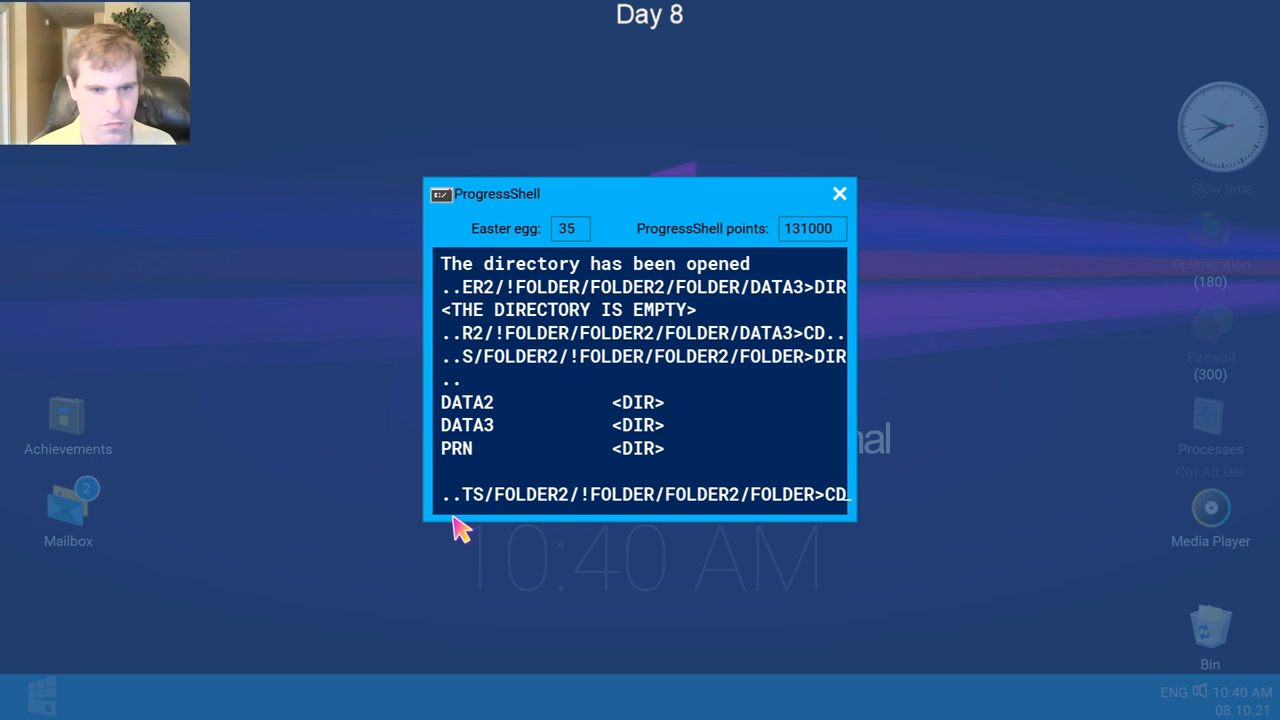 Day 8
Slow time
Optimization
(180)
Firewall
(300)
Processes
Ctrl Alt Del
Media Player
Bin
Achievements
2
Mailbox
ProgressShell
Easter egg: 35 ProgressShell points: 131000
The directory has been opened
..ER2/!FOLDER/FOLDER2/FOLDER/DATA3>DIR
<THE DIRECTORY IS EMPTY>
..R2/!FOLDER/FOLDER2/FOLDER/DATA3>CD..
..S/FOLDER2/!FOLDER/FOLDER2/FOLDER>DIR
..
DATA2 <DIR>
DATA3 <DIR>
PRN <DIR>
..TS/FOLDER2/!FOLDER/FOLDER2/FOLDER>CD_
nal
10:40 AM
ENG 10:40 AM
08.10.21